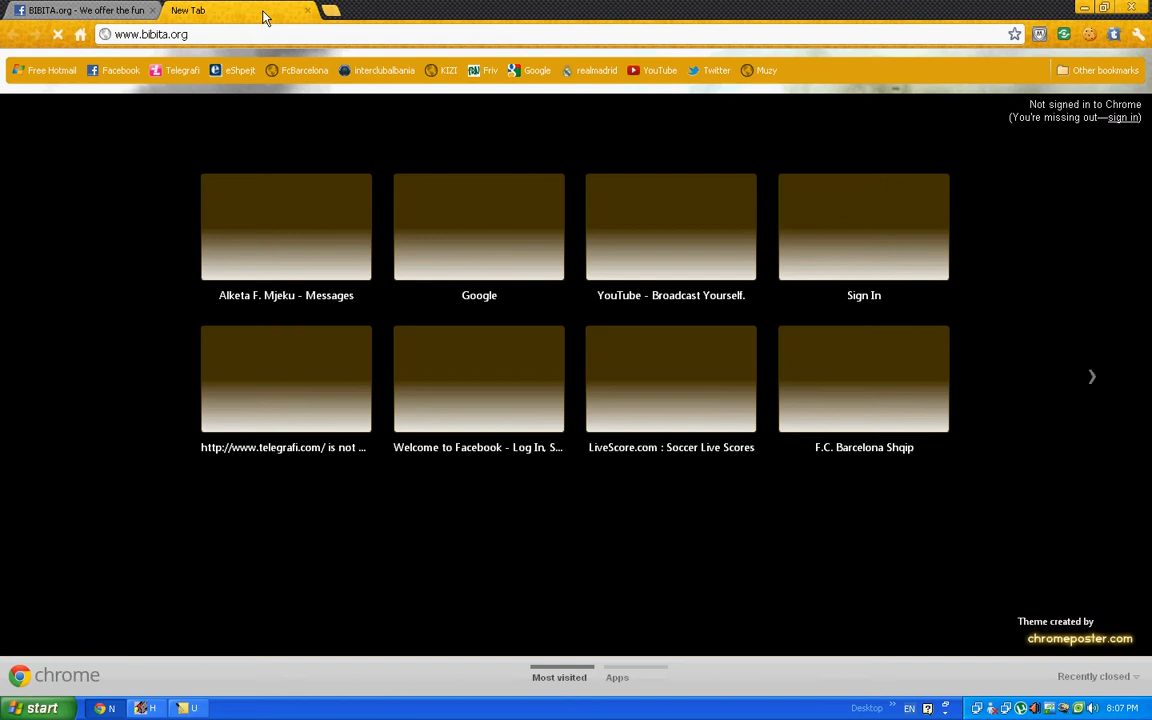 BIBITA.org - We offer the fun
New Tab
www.bibita.org
Free Hotmail
Facebook
Telegrafi
eShpejt
FcBarcelona
interclubalbania
KIZI
Friv
Google
realmadrid
YouTube
Twitter
Muzy
Other bookmarks
Not signed in to Chrome
(You're missing out—sign in)
Alketa F. Mjeku - Messages
Google
YouTube - Broadcast Yourself.
Sign In
http://www.telegrafi.com/ is not ...
Welcome to Facebook - Log In, S...
LiveScore.com : Soccer Live Scores
F.C. Barcelona Shqip
Theme created by
chromeposter.com
chrome
Most visited
Apps
Recently closed
start
N
H
U
Desktop
EN
8:07 PM